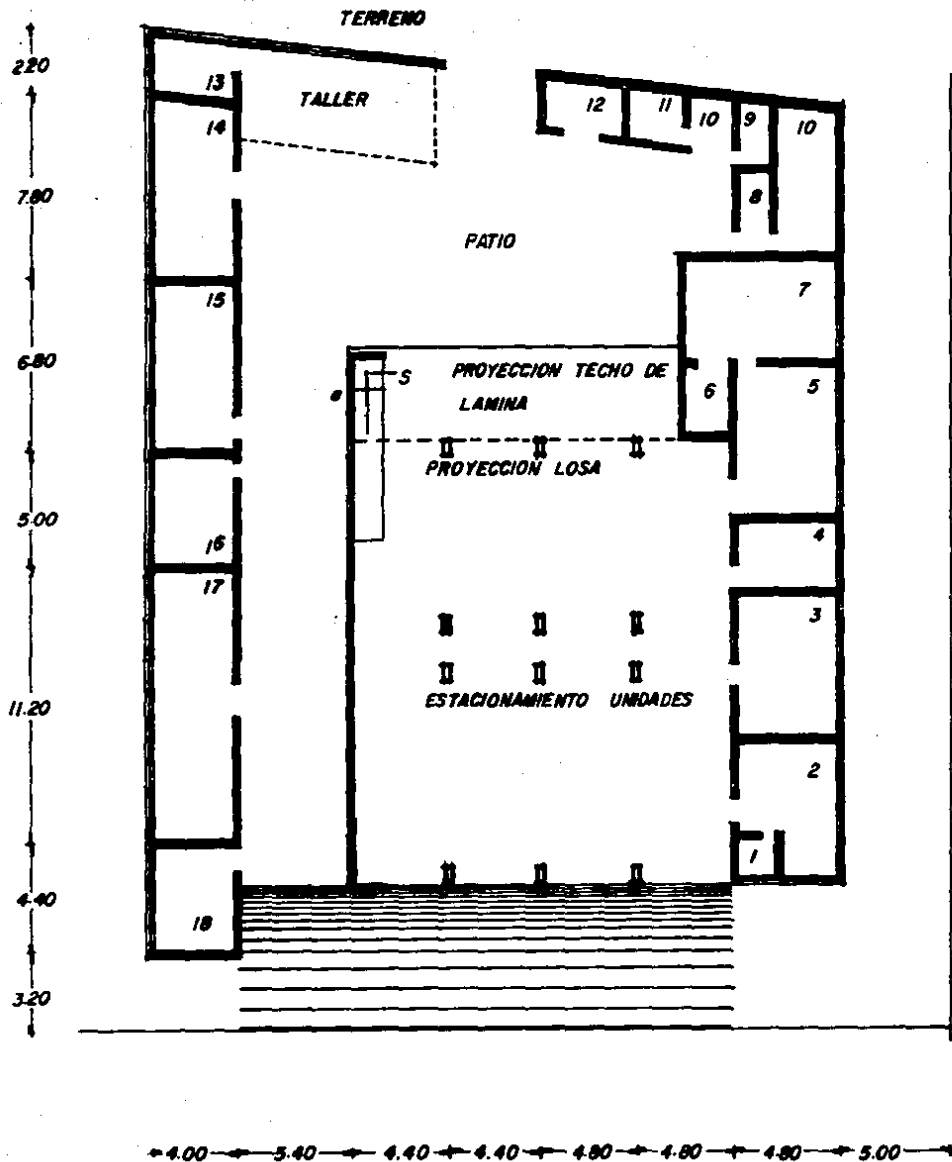 TERRENO
2.20
13
TALLER
12
11
10
9
10
14
7.80
8
PATIO
7
15
6.80
S
PROYECCION TECHO DE
LAMINA
6
5
PROYECCION LOSA
5.00
16
4
17
3
11.20
ESTACIONAMIENTO UNIDADES
2
1
4.40
18
3.20
4.00 5.40 4.40 4.40 4.80 4.80 4.80 5.00